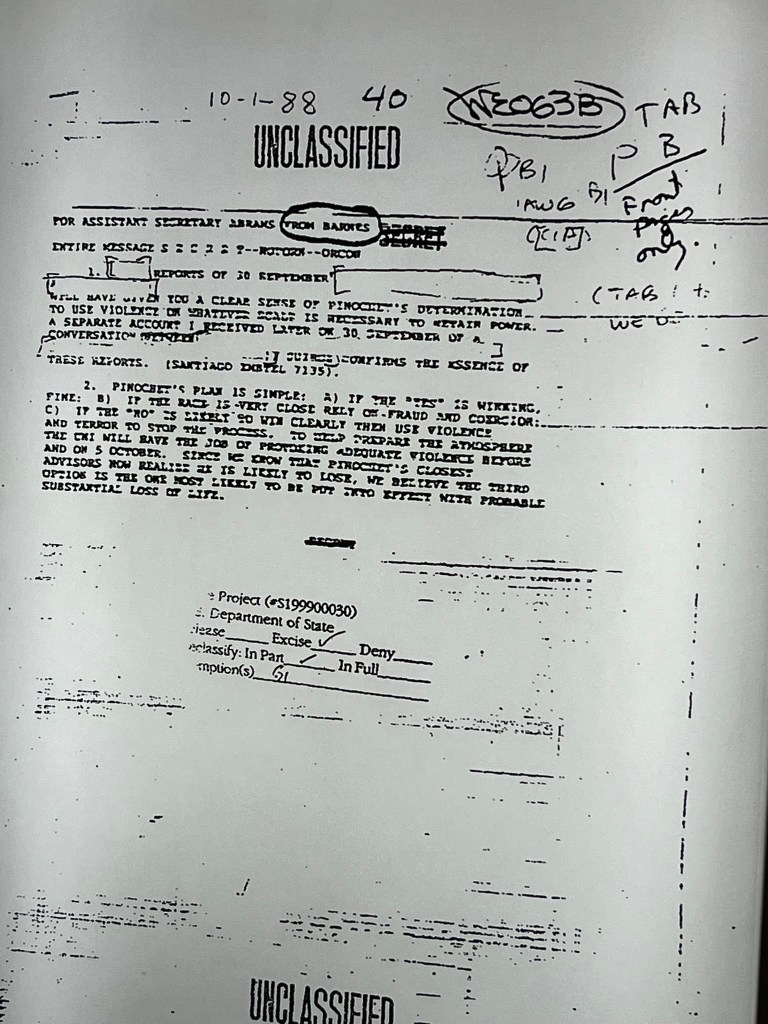 10-1-88 40 WE063B TAB
UNCLASSIFIED
P B
B1
Front
pages
only.
FOR ASSISTANT SECRETARY ABRAMS FROM BARNES SECRET
ENTIRE MESSAGE S E C R E T--NOFORN--ORCON
1. REPORTS OF 30 SEPTEMBER
WILL HAVE GIVEN YOU A CLEAR SENSE OF PINOCHET'S DETERMINATION
TO USE VIOLENCE ON WHATEVER SCALE IS NECESSARY TO RETAIN POWER.
A SEPARATE ACCOUNT I RECEIVED LATER ON 30 SEPTEMBER OF A
CONVERSATION BETWEEN
CONFIRMS THE ESSENCE OF
THESE REPORTS. (SANTIAGO EMBTEL 7135).
2. PINOCHET'S PLAN IS SIMPLE: A) IF THE "YES" IS WINNING,
FINE: B) IF THE RACE IS VERY CLOSE RELY ON FRAUD AND COERCION:
C) IF THE "NO" IS LIKELY TO WIN CLEARLY THEN USE VIOLENCE
AND TERROR TO STOP THE PROCESS. TO HELP PREPARE THE ATMOSPHERE
THE CNI WILL HAVE THE JOB OF PROVOKING ADEQUATE VIOLENCE BEFORE
AND ON 5 OCTOBER. SINCE WE KNOW THAT PINOCHET'S CLOSEST
ADVISORS NOW REALIZE HE IS LIKELY TO LOSE, WE BELIEVE THE THIRD
OPTION IS THE ONE MOST LIKELY TO BE PUT INTO EFFECT WITH PROBABLE
SUBSTANTIAL LOSS OF LIFE.
SECRET
Project (#S199900030)
Department of State
Excise Deny
In Part In Full
UNCLASSIFIED